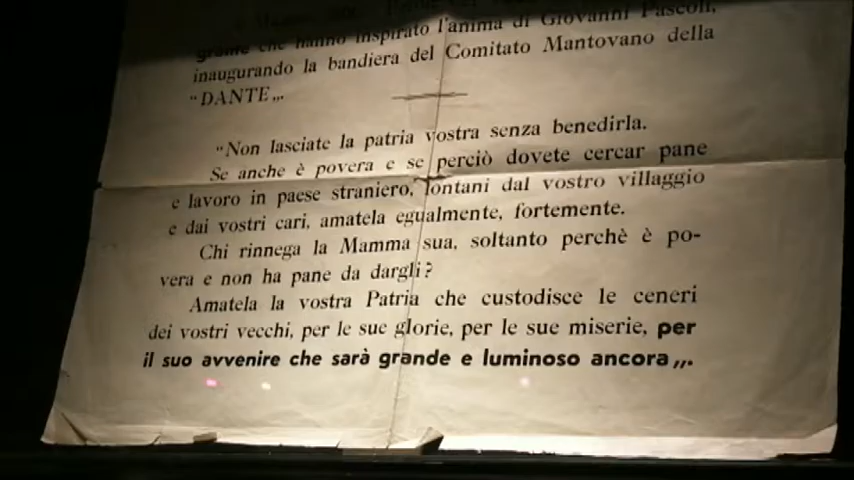 grante che hanno inspirato l'anima di Giovanni Pascoli,
inaugurando la bandiera del Comitato Mantovano della
"DANTE„.
"Non lasciate la patria vostra senza benedirla.
Se anche è povera e se perciò dovete cercar pane
e lavoro in paese straniero, lontani dal vostro villaggio
e dai vostri cari, amatela egualmente, fortemente.
Chi rinnega la Mamma sua, soltanto perchè è po-
vera e non ha pane da dargli?
Amatela la vostra Patria che custodisce le ceneri
dei vostri vecchi, per le sue glorie, per le sue miserie, per
il suo avvenire che sarà grande e luminoso ancora„.